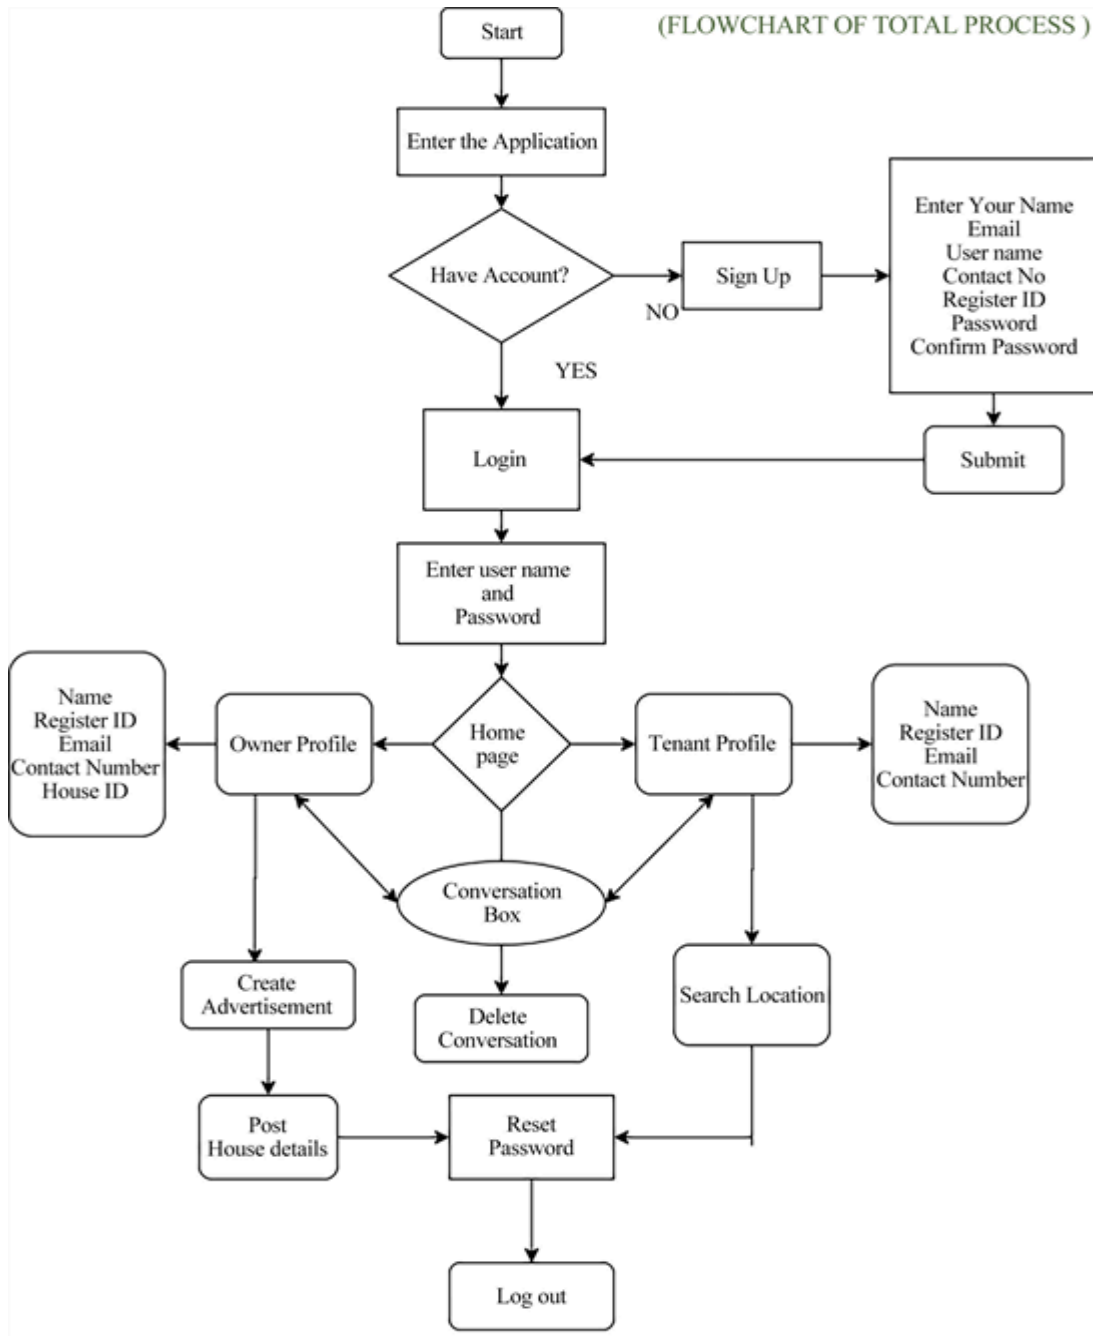 (FLOWCHART OF TOTAL PROCESS )
Start
Enter the Application
Have Account?
NO
Sign Up
Enter Your Name
Email
User name
Contact No
Register ID
Password
Confirm Password
YES
Login
Submit
Enter user name
and
Password
Name
Register ID
Email
Contact Number
House ID
Owner Profile
Home
page
Tenant Profile
Name
Register ID
Email
Contact Number
Conversation
Box
Create
Advertisement
Delete
Conversation
Search Location
Post
House details
Reset
Password
Log out